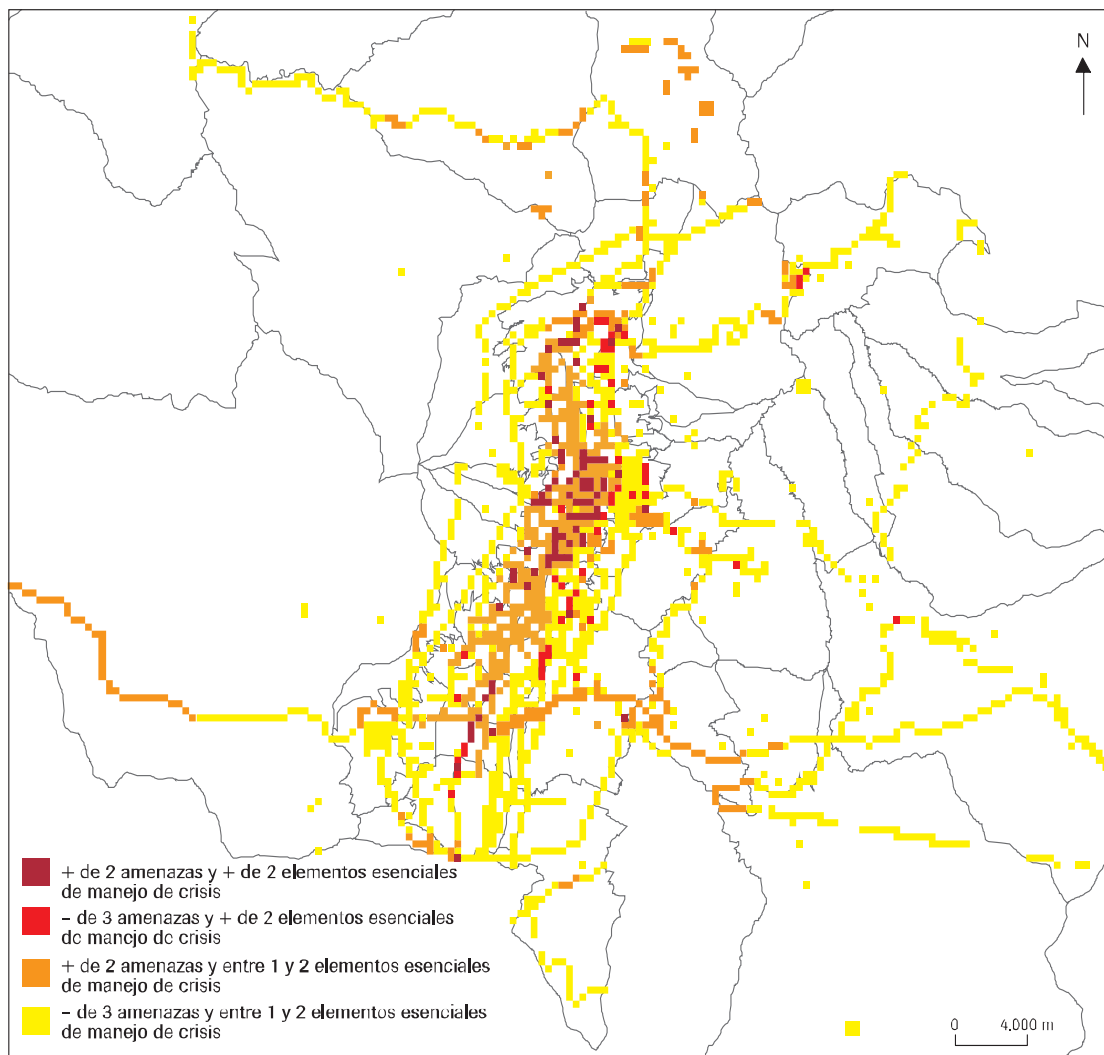 N
+ de 2 amenazas y + de 2 elementos esenciales
de manejo de crisis
– de 3 amenazas y + de 2 elementos esenciales
de manejo de crisis
+ de 2 amenazas y entre 1 y 2 elementos esenciales
de manejo de crisis
– de 3 amenazas y entre 1 y 2 elementos esenciales
de manejo de crisis
0 4.000 m